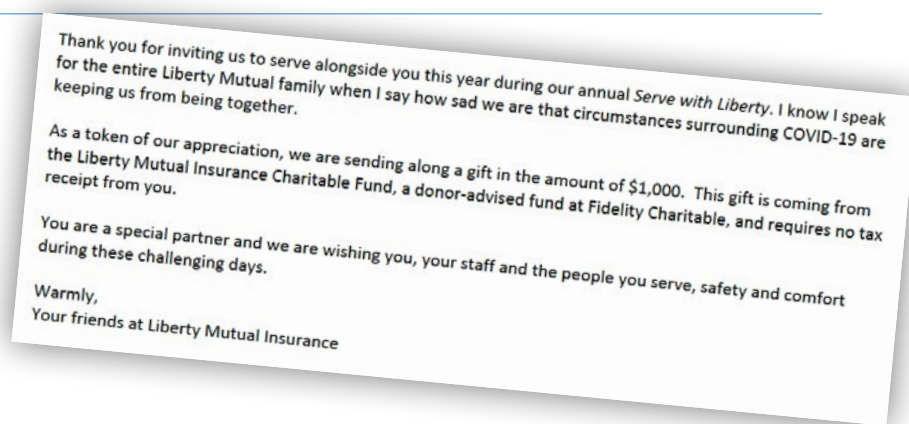 Thank you for inviting us to serve alongside you this year during our annual Serve with Liberty. I know I speak
for the entire Liberty Mutual family when I say how sad we are that circumstances surrounding COVID-19 are
keeping us from being together.
As a token of our appreciation, we are sending along a gift in the amount of $1,000. This gift is coming from
the Liberty Mutual Insurance Charitable Fund, a donor-advised fund at Fidelity Charitable, and requires no tax
receipt from you.
You are a special partner and we are wishing you, your staff and the people you serve, safety and comfort
during these challenging days.
Warmly,
Your friends at Liberty Mutual Insurance